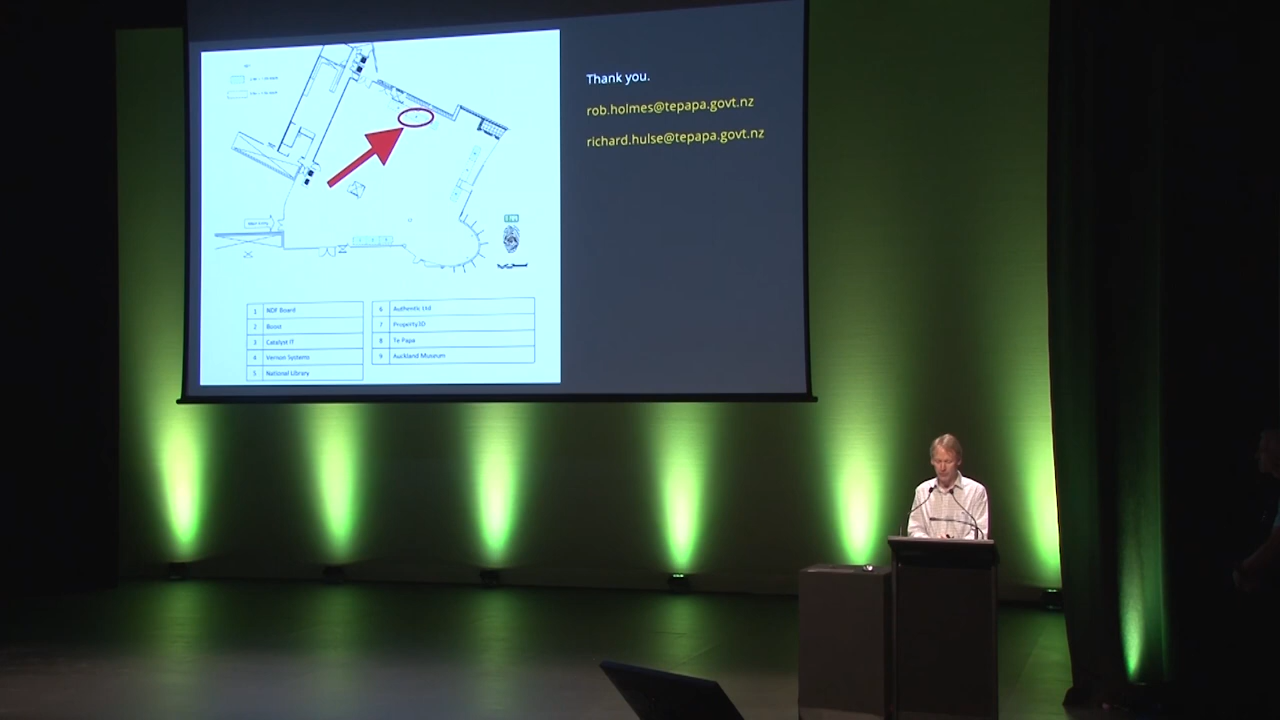 Thank you.
rob.holmes@tepapa.govt.nz
richard.hulse@tepapa.govt.nz
1 NDF Board
2 Boost
3 Catalyst IT
4 Vernon Systems
5 National Library
6 Authentic Ltd
7 Property3D
8 Te Papa
9 Auckland Museum